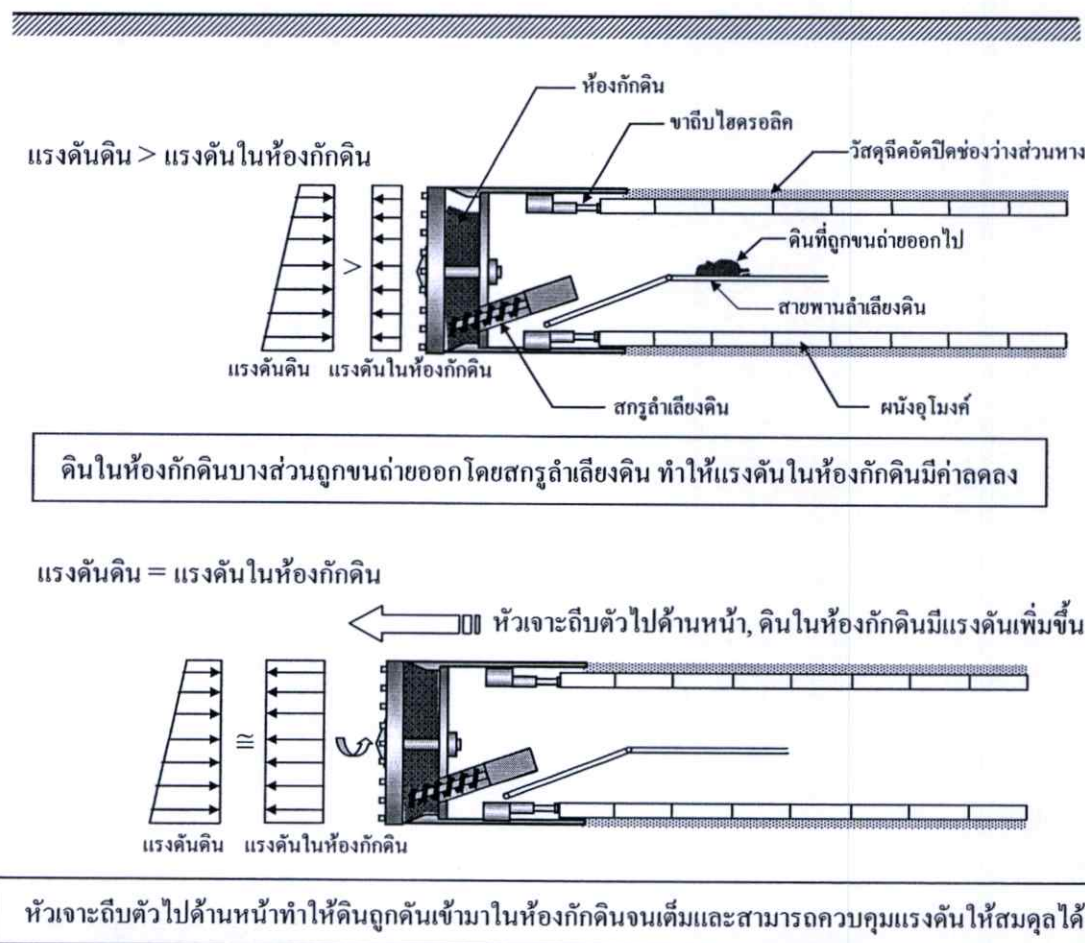 ห้องกักดิน
ขาถีบไฮดรอลิค
แรงดันดิน > แรงดันในห้องกักดิน
วัสดุฉีดอัดปิดช่องว่างส่วนหาง
ดินที่ถูกขนถ่ายออกไป
>
สายพานลำเลียงดิน
แรงดันดิน แรงดันในห้องกักดิน
สกรูลำเลียงดิน
ผนังอุโมงค์
ดินในห้องกักดินบางส่วนถูกขนถ่ายออกโดยสกรูลำเลียงดิน ทำให้แรงดันในห้องกักดินมีค่าลดลง
แรงดันดิน = แรงดันในห้องกักดิน
หัวเจาะถีบตัวไปด้านหน้า, ดินในห้องกักดินมีแรงดันเพิ่มขึ้น
≅
แรงดันดิน แรงดันในห้องกักดิน
หัวเจาะถีบตัวไปด้านหน้าทำให้ดินถูกดันเข้ามาในห้องกักดินจนเต็มและสามารถควบคุมแรงดันให้สมดุลได้